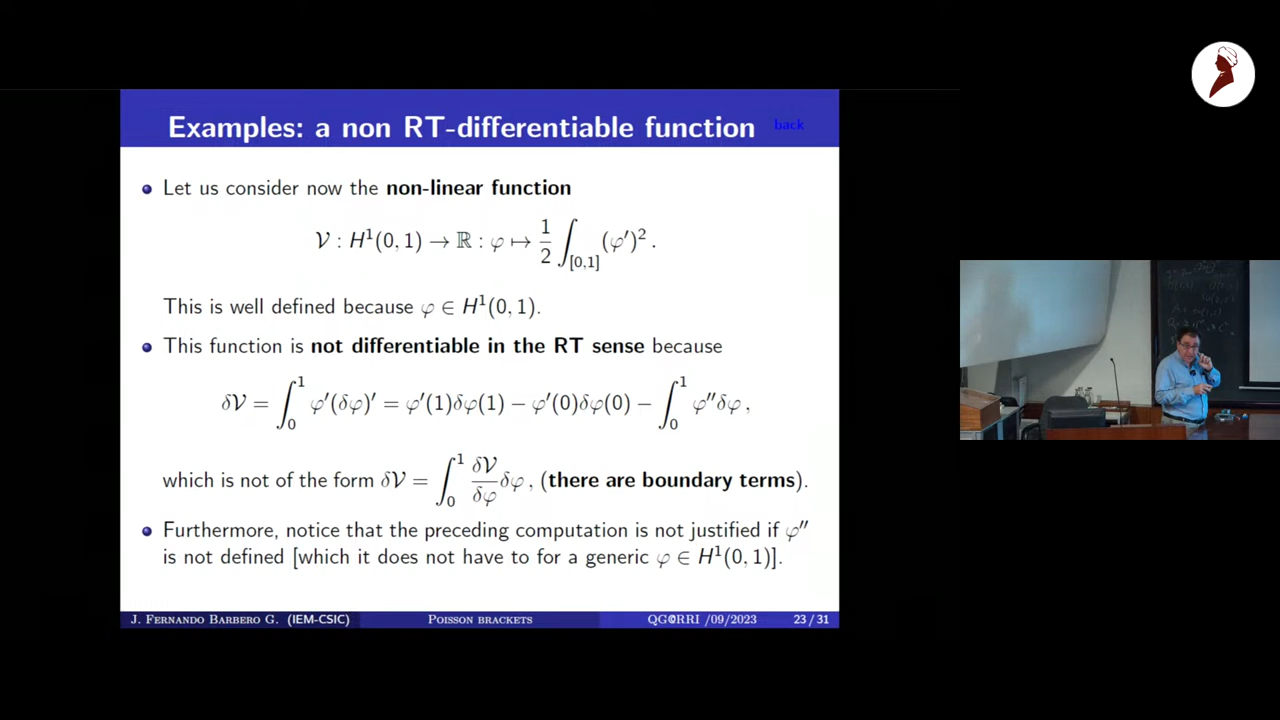 Examples: a non RT-differentiable function back
Let us consider now the non-linear function
𝒱 : H¹(0, 1) → ℝ : φ ↦ 1/2 ∫_[0,1] (φ′)² .
This is well defined because φ ∈ H¹(0, 1).
This function is not differentiable in the RT sense because
δ𝒱 = ∫₀¹ φ′(δφ)′ = φ′(1)δφ(1) − φ′(0)δφ(0) − ∫₀¹ φ″δφ ,
which is not of the form δ𝒱 = ∫₀¹ δ𝒱/δφ δφ , (there are boundary terms).
Furthermore, notice that the preceding computation is not justified if φ″
is not defined [which it does not have to for a generic φ ∈ H¹(0, 1)].
J. Fernando Barbero G. (IEM-CSIC) Poisson brackets QG@RRI /09/2023 23 / 31